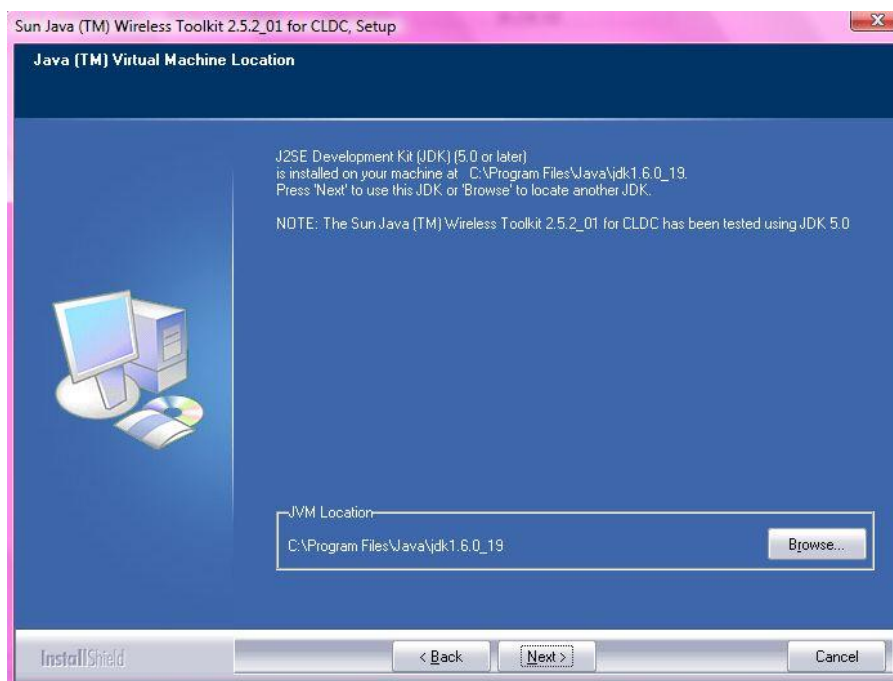 Sun Java (TM) Wireless Toolkit 2.5.2_01 for CLDC, Setup
Java (TM) Virtual Machine Location
J2SE Development Kit (JDK) (5.0 or later)
is installed on your machine at C:\Program Files\Java\jdk1.6.0_19.
Press 'Next' to use this JDK or 'Browse' to locate another JDK.
NOTE: The Sun Java (TM) Wireless Toolkit 2.5.2_01 for CLDC has been tested using JDK 5.0
JVM Location
C:\Program Files\Java\jdk1.6.0_19
Browse...
InstallShield
< Back
Next >
Cancel